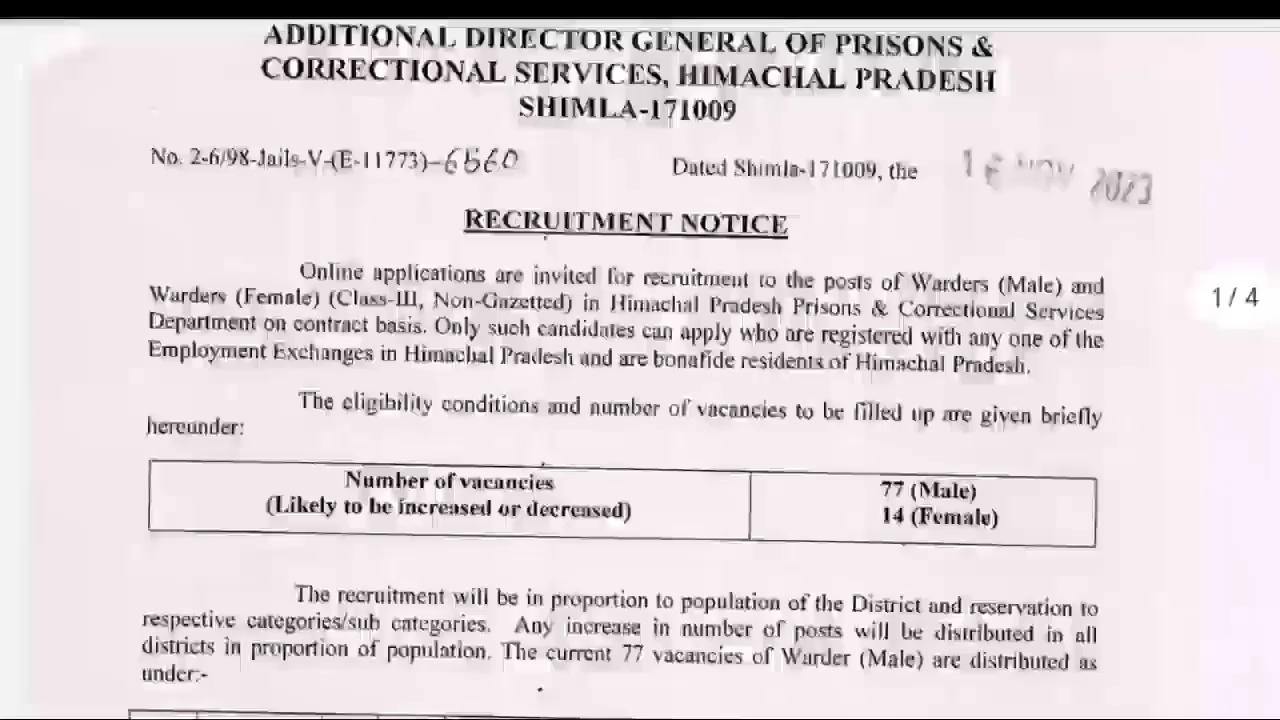 ADDITIONAL DIRECTOR GENERAL OF PRISONS &
CORRECTIONAL SERVICES, HIMACHAL PRADESH
SHIMLA-171009
No. 2-6/98-Jails-V-(E-11773)-6560
Dated Shimla-171009, the 16 NOV 2023
RECRUITMENT NOTICE
Online applications are invited for recruitment to the posts of Warders (Male) and
Warders (Female) (Class-III, Non-Gazetted) in Himachal Pradesh Prisons & Correctional Services
Department on contract basis. Only such candidates can apply who are registered with any one of the
Employment Exchanges in Himachal Pradesh and are bonafide residents of Himachal Pradesh.
1 / 4
The eligibility conditions and number of vacancies to be filled up are given briefly
hereunder:
Number of vacancies
(Likely to be increased or decreased)
77 (Male)
14 (Female)
The recruitment will be in proportion to population of the District and reservation to
respective categories/sub categories. Any increase in number of posts will be distributed in all
districts in proportion of population. The current 77 vacancies of Warder (Male) are distributed as
under:-